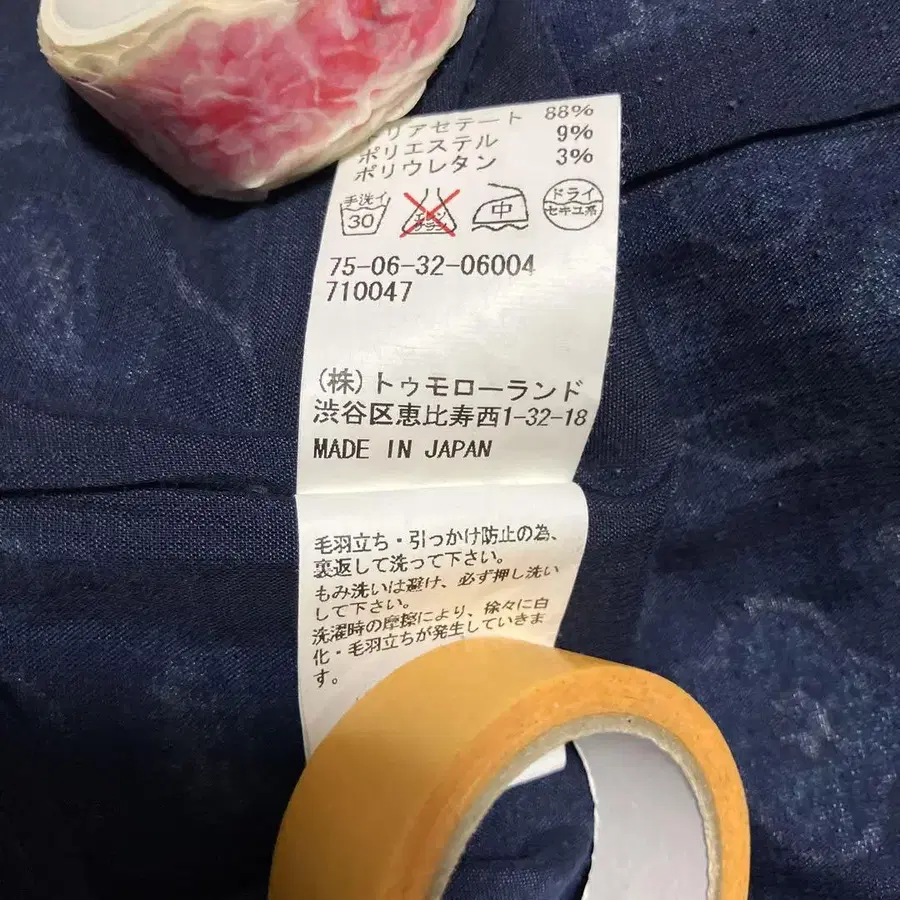 リアセテート 88%
ポリエステル 9%
ポリウレタン 3%
手洗イ 30 エンソ サラシ 中 ドライ セキユ系
75-06-32-06004
710047
(株)トゥモローランド
渋谷区恵比寿西1-32-18
MADE IN JAPAN
毛羽立ち・引っかけ防止の為、
裏返して洗って下さい。
もみ洗いは避け、必ず押し洗い
して下さい。
洗濯時の摩擦により、徐々に白
化・毛羽立ちが発生していきま
す。